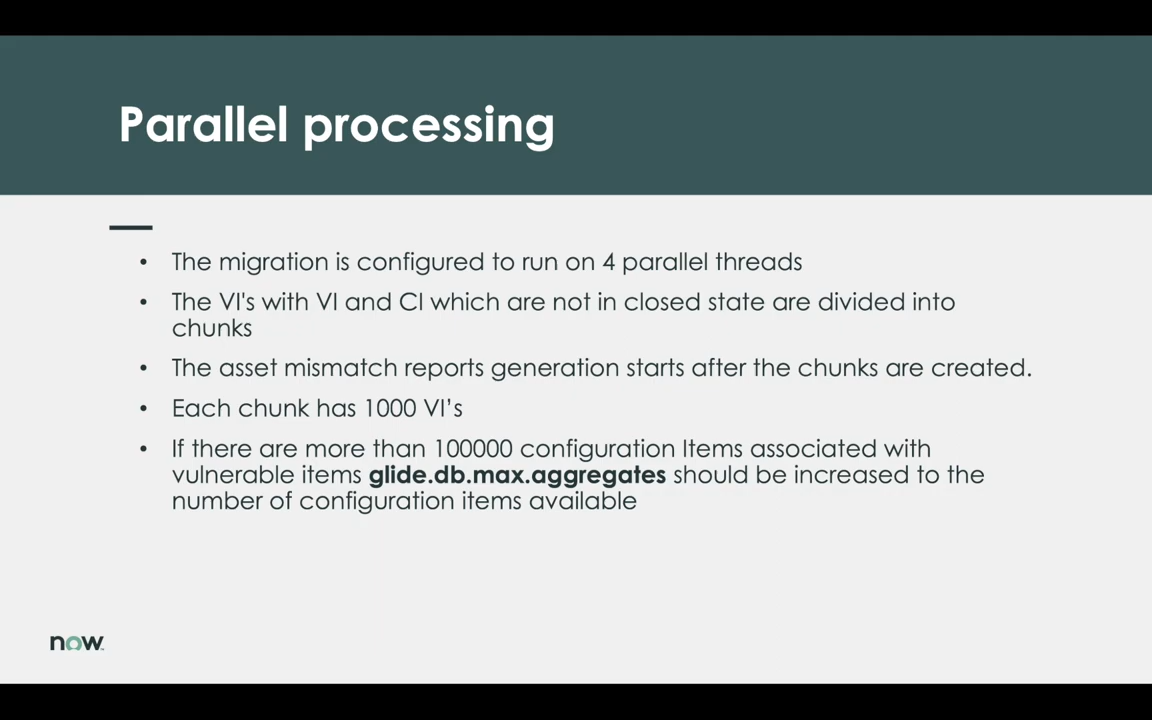 Parallel processing
• The migration is configured to run on 4 parallel threads
• The VI's with VI and CI which are not in closed state are divided into
chunks
• The asset mismatch reports generation starts after the chunks are created.
• Each chunk has 1000 VI’s
• If there are more than 100000 configuration Items associated with
vulnerable items glide.db.max.aggregates should be increased to the
number of configuration items available
now